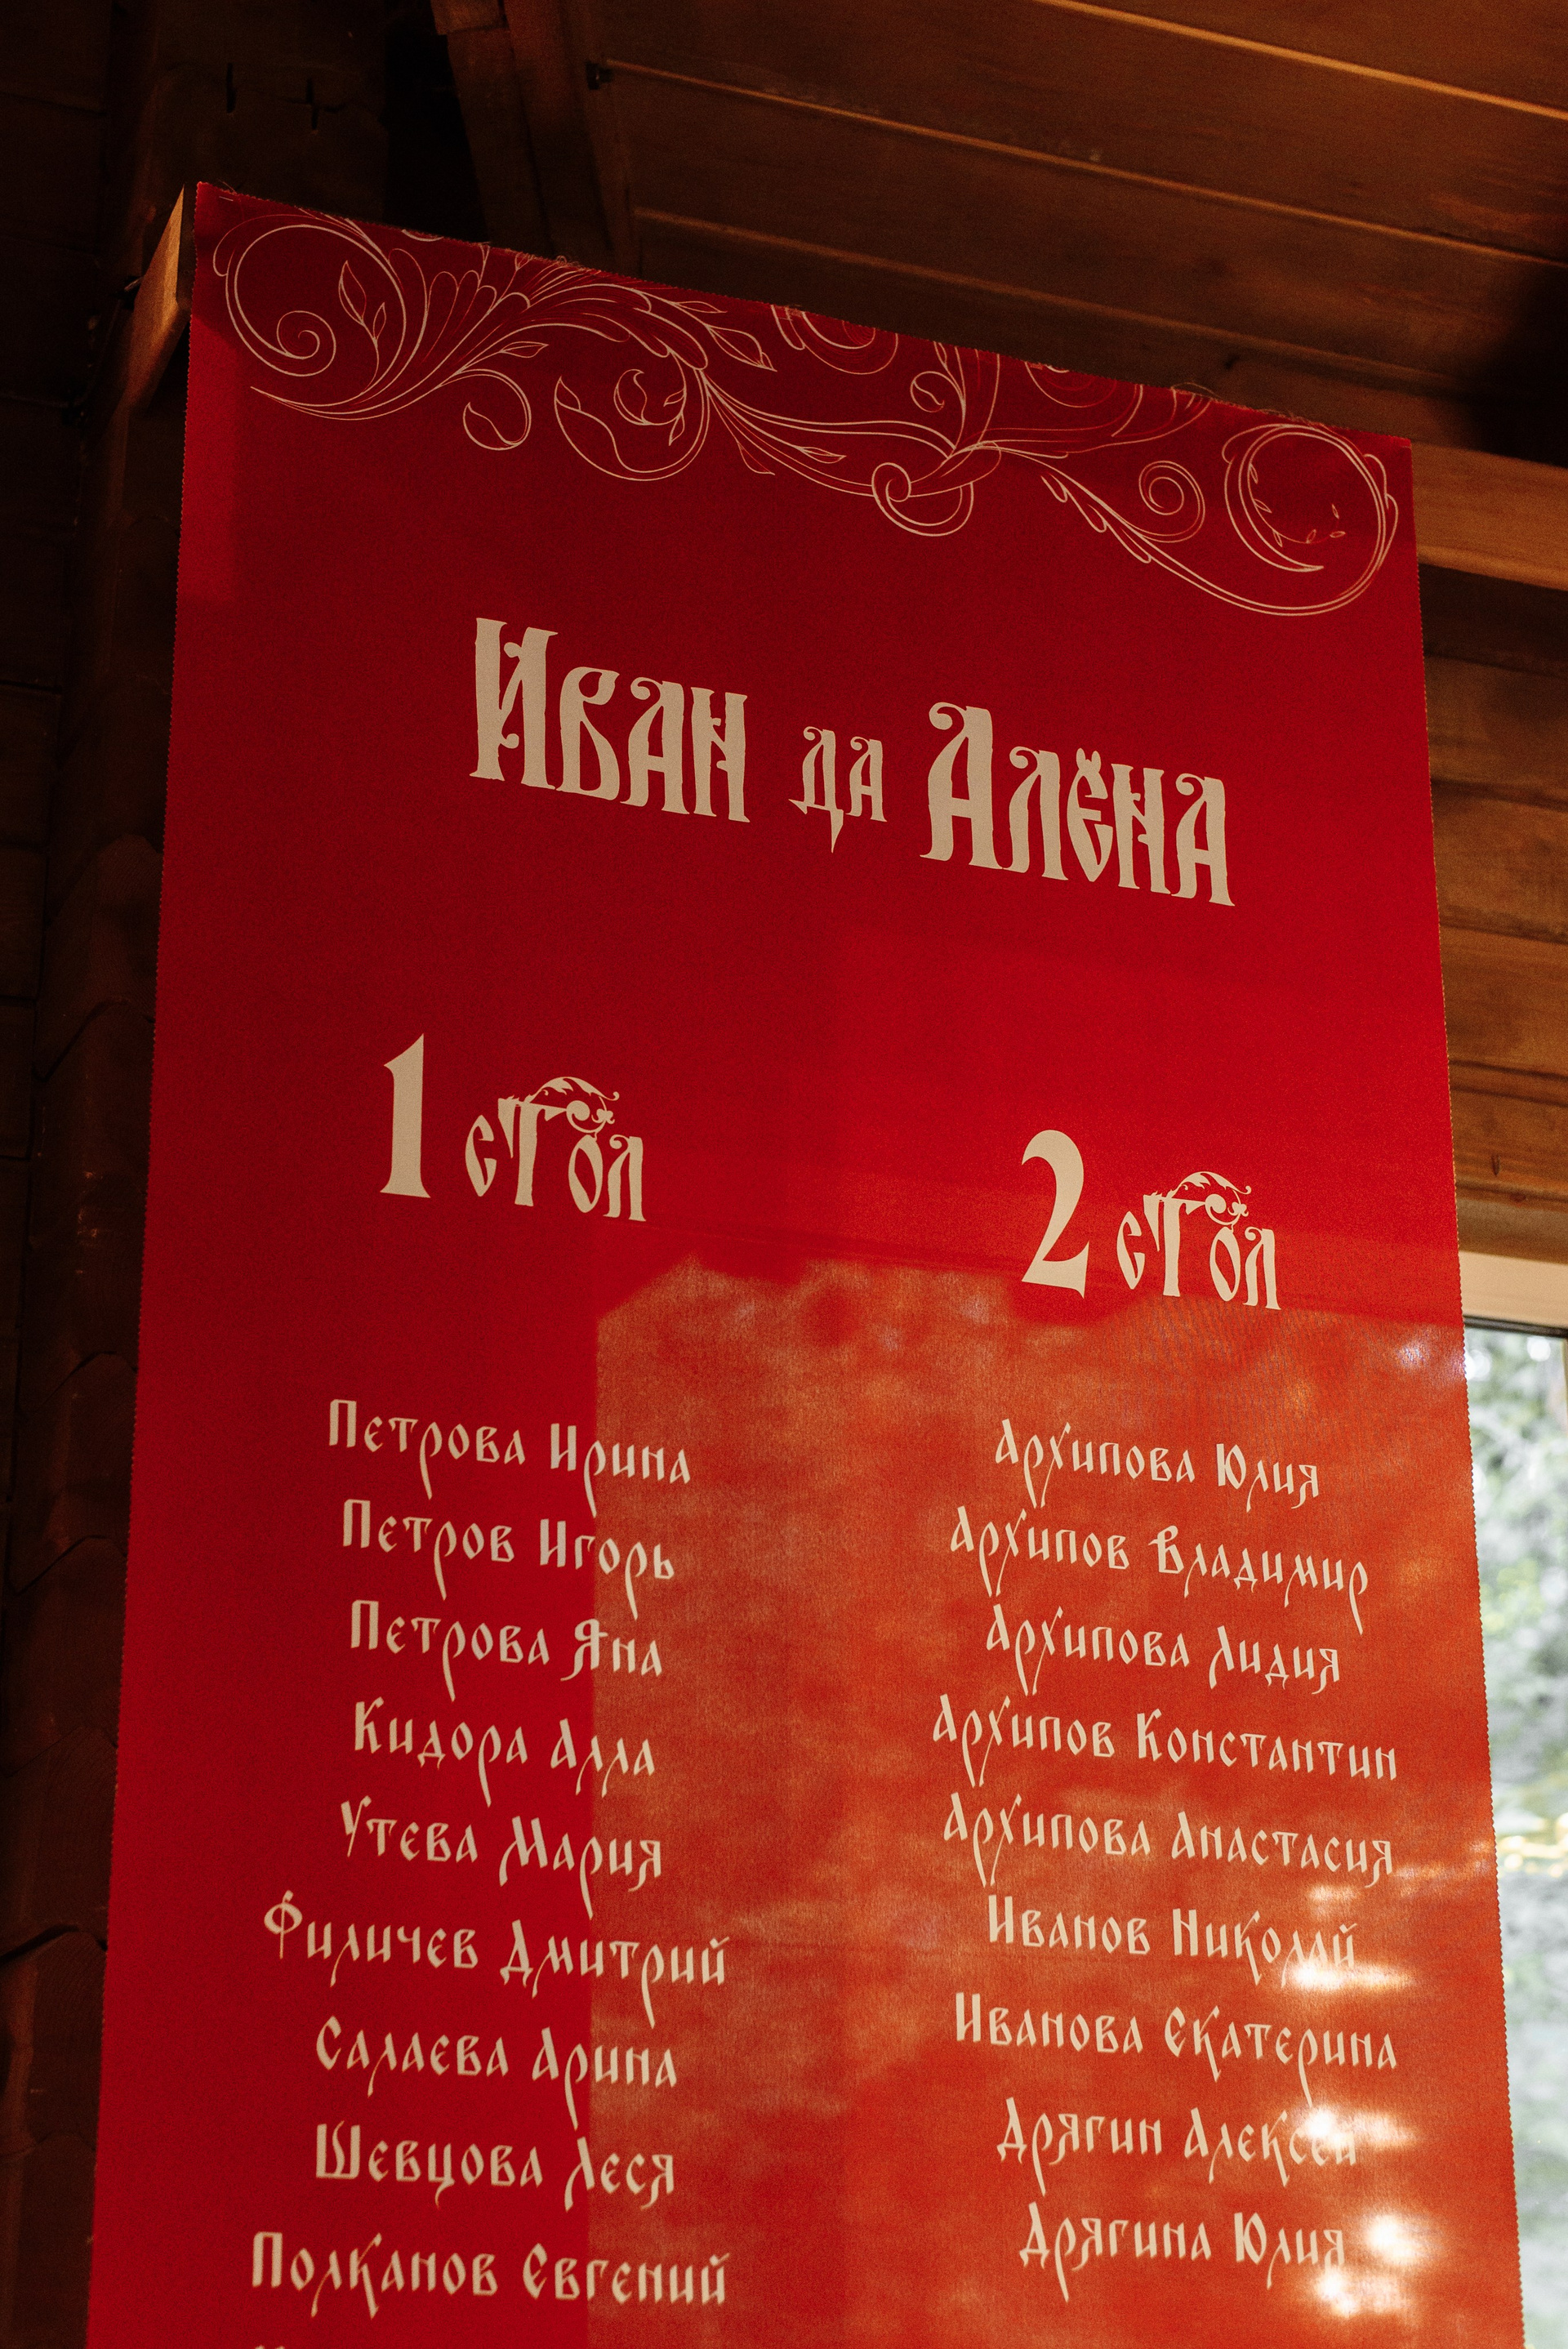 Иван да Алёна
1 стол
Петрова Ирина
Петров Игорь
Петрова Яна
Кидора Алла
Утева Мария
Филичев Дмитрий
Салаева Арина
Шевцова Леся
Полканов Евгений
2 стол
Архипова Юлия
Архипов Владимир
Архипова Лидия
Архипов Константин
Архипова Анастасия
Иванов Николай
Иванова Екатерина
Дрягин Алексей
Дрягина Юлия